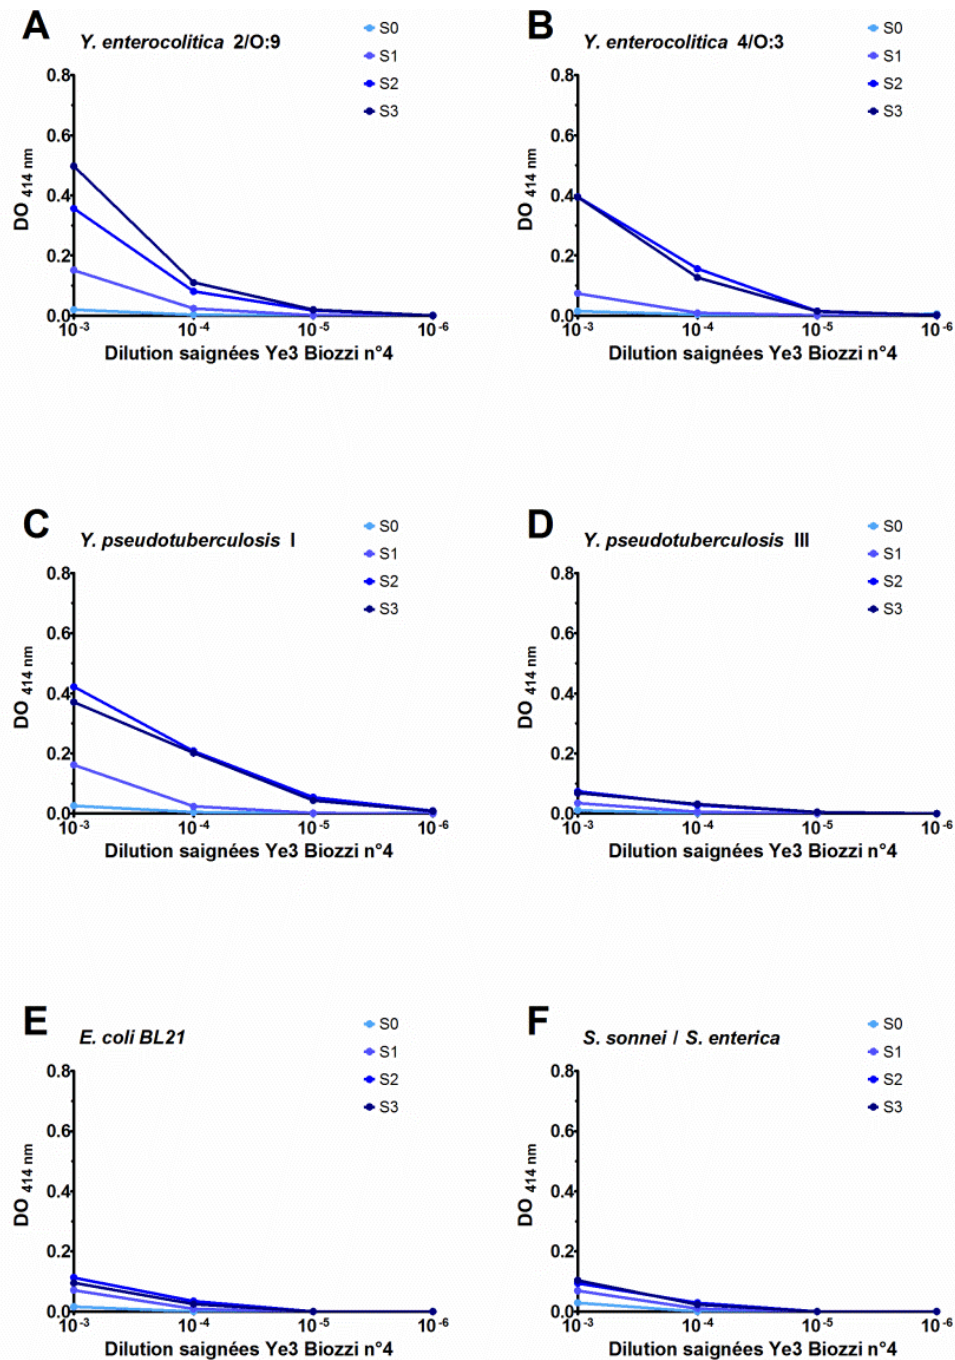 A
Y. enterocolitica 2/O:9
S0
S1
S2
S3
0.8
0.6
0.4
0.2
0.0
DO 414 nm
10-3 10-4 10-5 10-6
Dilution saignées Ye3 Biozzi n°4
B
Y. enterocolitica 4/O:3
S0
S1
S2
S3
0.8
0.6
0.4
0.2
0.0
DO 414 nm
10-3 10-4 10-5 10-6
Dilution saignées Ye3 Biozzi n°4
C
Y. pseudotuberculosis I
S0
S1
S2
S3
0.8
0.6
0.4
0.2
0.0
DO 414 nm
10-3 10-4 10-5 10-6
Dilution saignées Ye3 Biozzi n°4
D
Y. pseudotuberculosis III
S0
S1
S2
S3
0.8
0.6
0.4
0.2
0.0
DO 414 nm
10-3 10-4 10-5 10-6
Dilution saignées Ye3 Biozzi n°4
E
E. coli BL21
S0
S1
S2
S3
0.8
0.6
0.4
0.2
0.0
DO 414 nm
10-3 10-4 10-5 10-6
Dilution saignées Ye3 Biozzi n°4
F
S. sonnei / S. enterica
S0
S1
S2
S3
0.8
0.6
0.4
0.2
0.0
DO 414 nm
10-3 10-4 10-5 10-6
Dilution saignées Ye3 Biozzi n°4